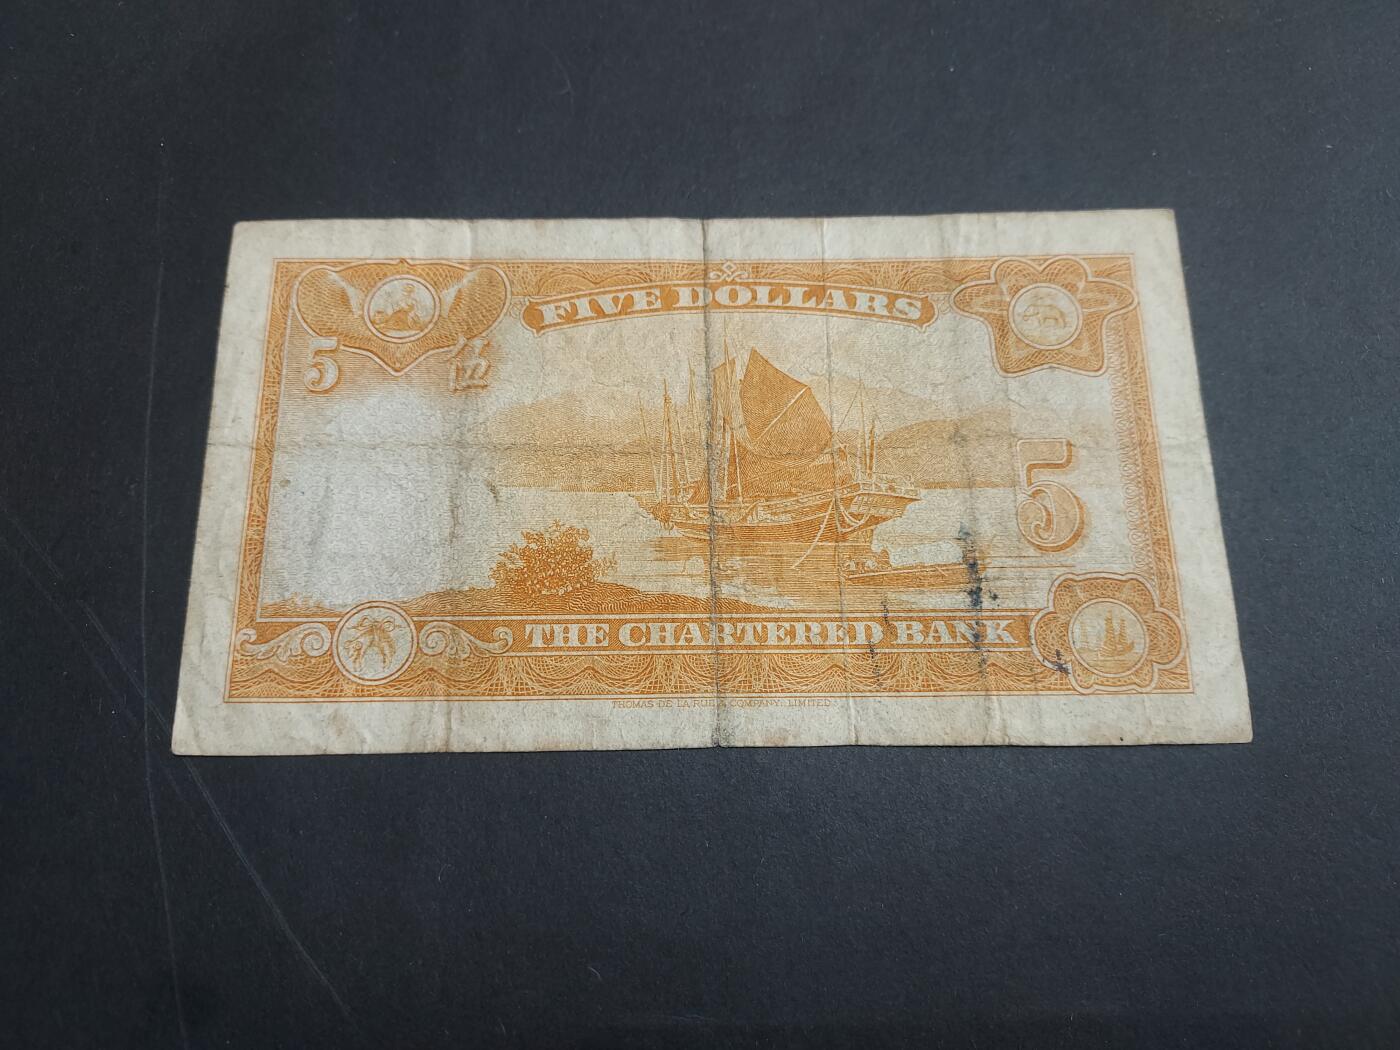 FIVE DOLLARS
5 伍
5
THE CHARTERED BANK
THOMAS DE LA RUE & COMPANY, LIMITED